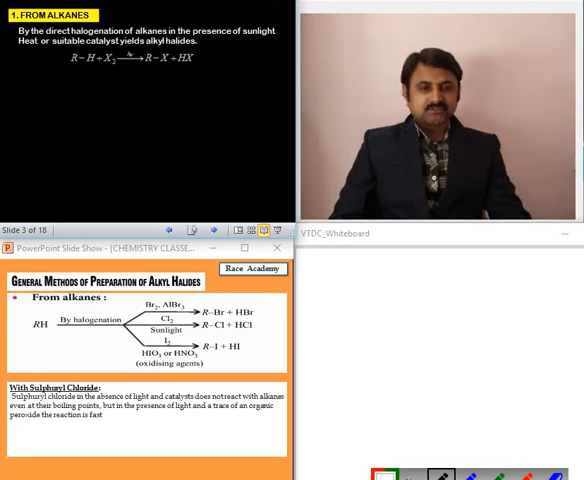 1. FROM ALKANES
By the direct halogenation of alkanes in the presence of sunlight
Heat or suitable catalyst yields alkyl halides.
R − H + X₂ —hν→ R − X + HX
Slide 3 of 18
VTDC_Whiteboard
PowerPoint Slide Show - [CHEMISTRY CLASSE
Race Academy
GENERAL METHODS OF PREPARATION OF ALKYL HALIDES
• From alkanes :
Br₂, AlBr₃
R–Br + HBr
By halogenation
Cl₂
RH
R–Cl + HCl
Sunlight
I₂
R–I + HI
HIO₃ or HNO₃
(oxidising agents)
With Sulphuryl Chloride:
Sulphuryl chloride in the absence of light and catalysts does not react with alkanes
even at their boiling points, but in the presence of light and a trace of an organic
peroxide the reaction is fast